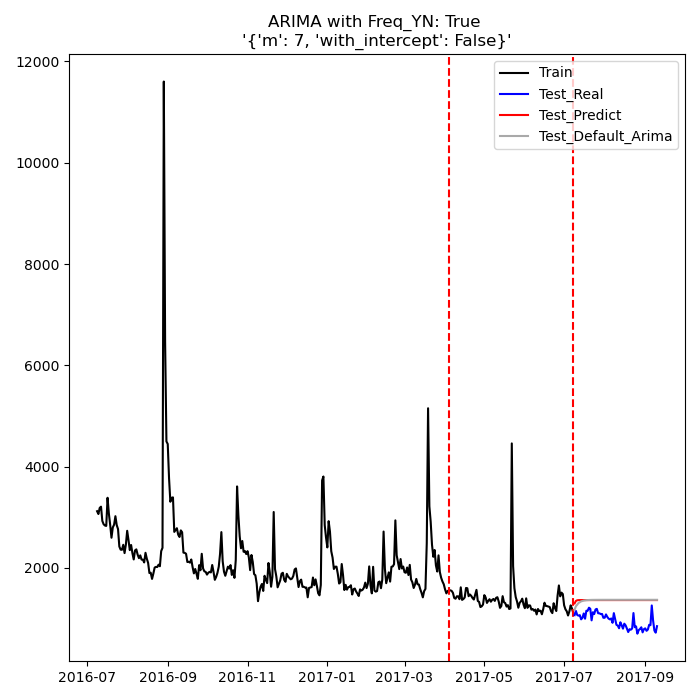 ARIMA with Freq_YN: True
'{'m': 7, 'with_intercept': False}'
12000
10000
8000
6000
4000
2000
Train
Test_Real
Test_Predict
Test_Default_Arima
2016-07
2016-09
2016-11
2017-01
2017-03
2017-05
2017-07
2017-09